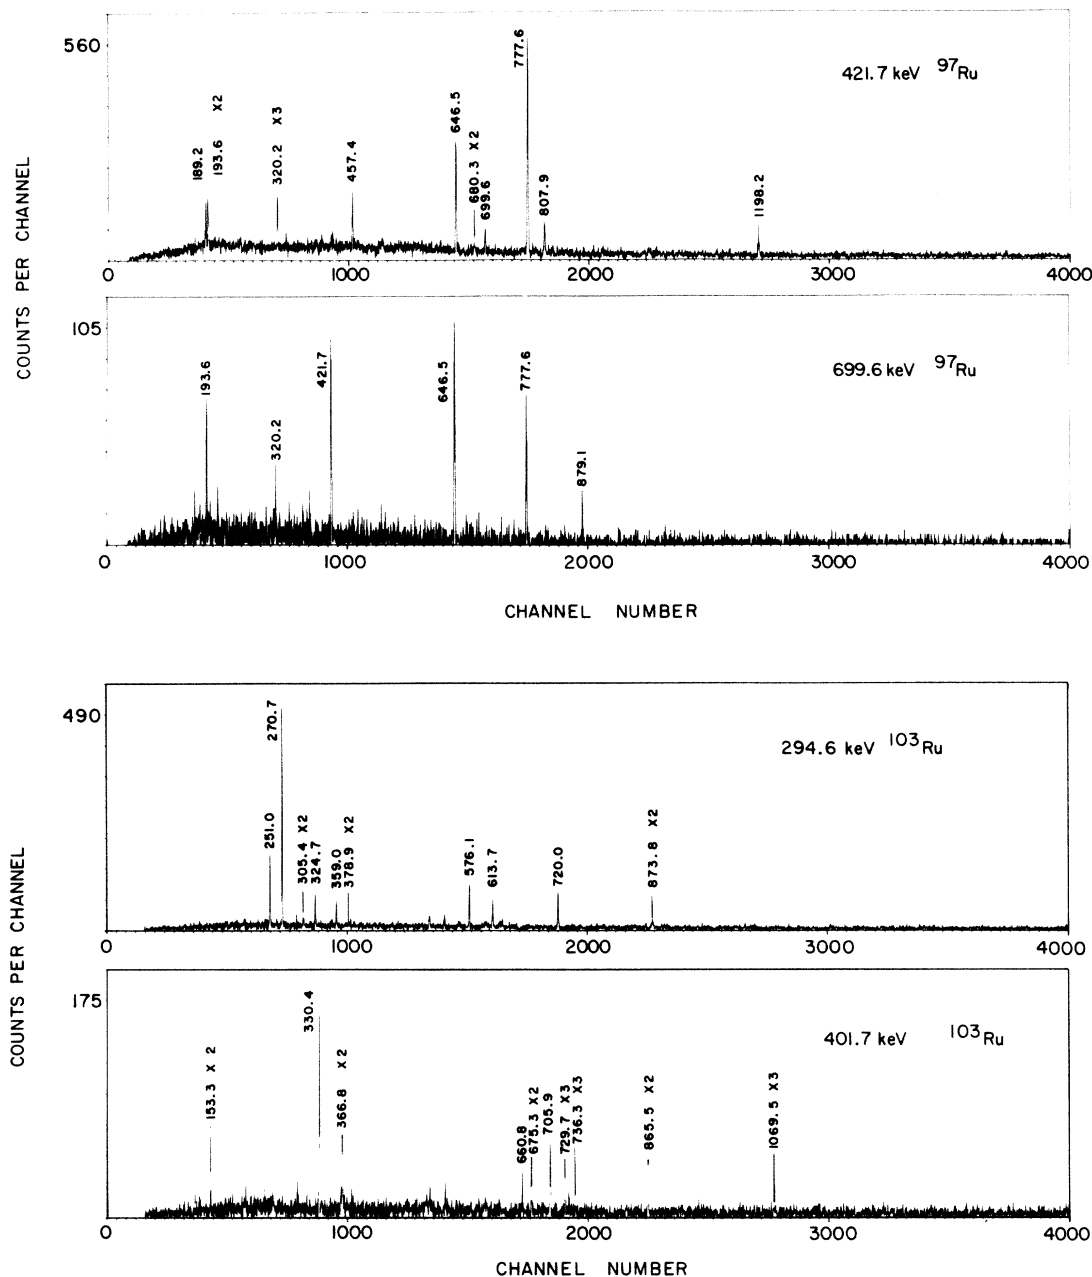 560
421.7 keV 97Ru
189.2
193.6 X2
320.2 X3
457.4
646.5
680.3 X2
699.6
777.6
807.9
1198.2
0 1000 2000 3000 4000
COUNTS PER CHANNEL
105
699.6 keV 97Ru
193.6
320.2
421.7
646.5
777.6
879.1
0 1000 2000 3000 4000
CHANNEL NUMBER
490
294.6 keV 103Ru
251.0
270.7
305.4 X2
324.7
359.0
378.9 X2
576.1
613.7
720.0
873.8 X2
0 1000 2000 3000 4000
COUNTS PER CHANNEL
175
401.7 keV 103Ru
153.3 X 2
330.4
366.8 X2
660.8
675.3 X2
705.9
729.7 X3
736.3 X3
865.5 X2
1069.5 X3
0 1000 2000 3000 4000
CHANNEL NUMBER